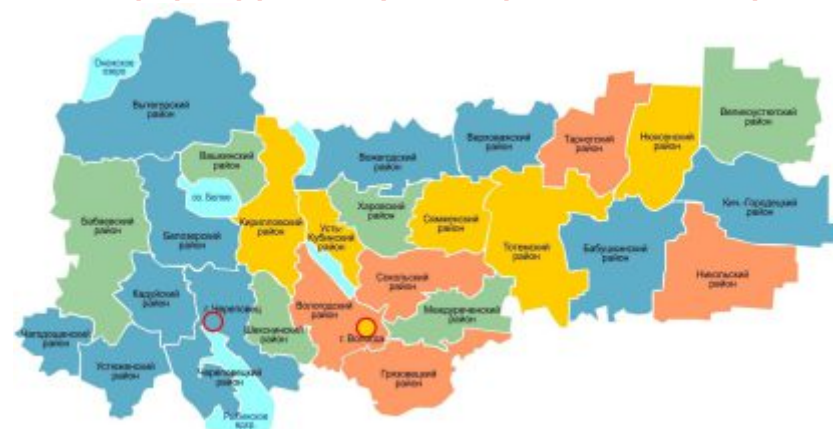 Онежское
озеро
Вытегорский
район
Вашкинский
район
оз. Белое
Бабаевский
район
Белозерский
район
Кирилловский
район
Вожегодский
район
Верховажский
район
Тарногский
район
Нюксенский
район
Великоустюгский
район
Кич.-Городецкий
район
Харовский
район
Сямженский
район
Усть-
Кубинский
район
Тотемский
район
Бабушкинский
район
Никольский
район
Сокольский
район
Вологодский
район
Междуреченский
район
г. Вологда
Грязовецкий
район
Кадуйский
район
г. Череповец
Шекснинский
район
Чагодощенский
район
Устюженский
район
Череповецкий
район
Рыбинское
вдхр.